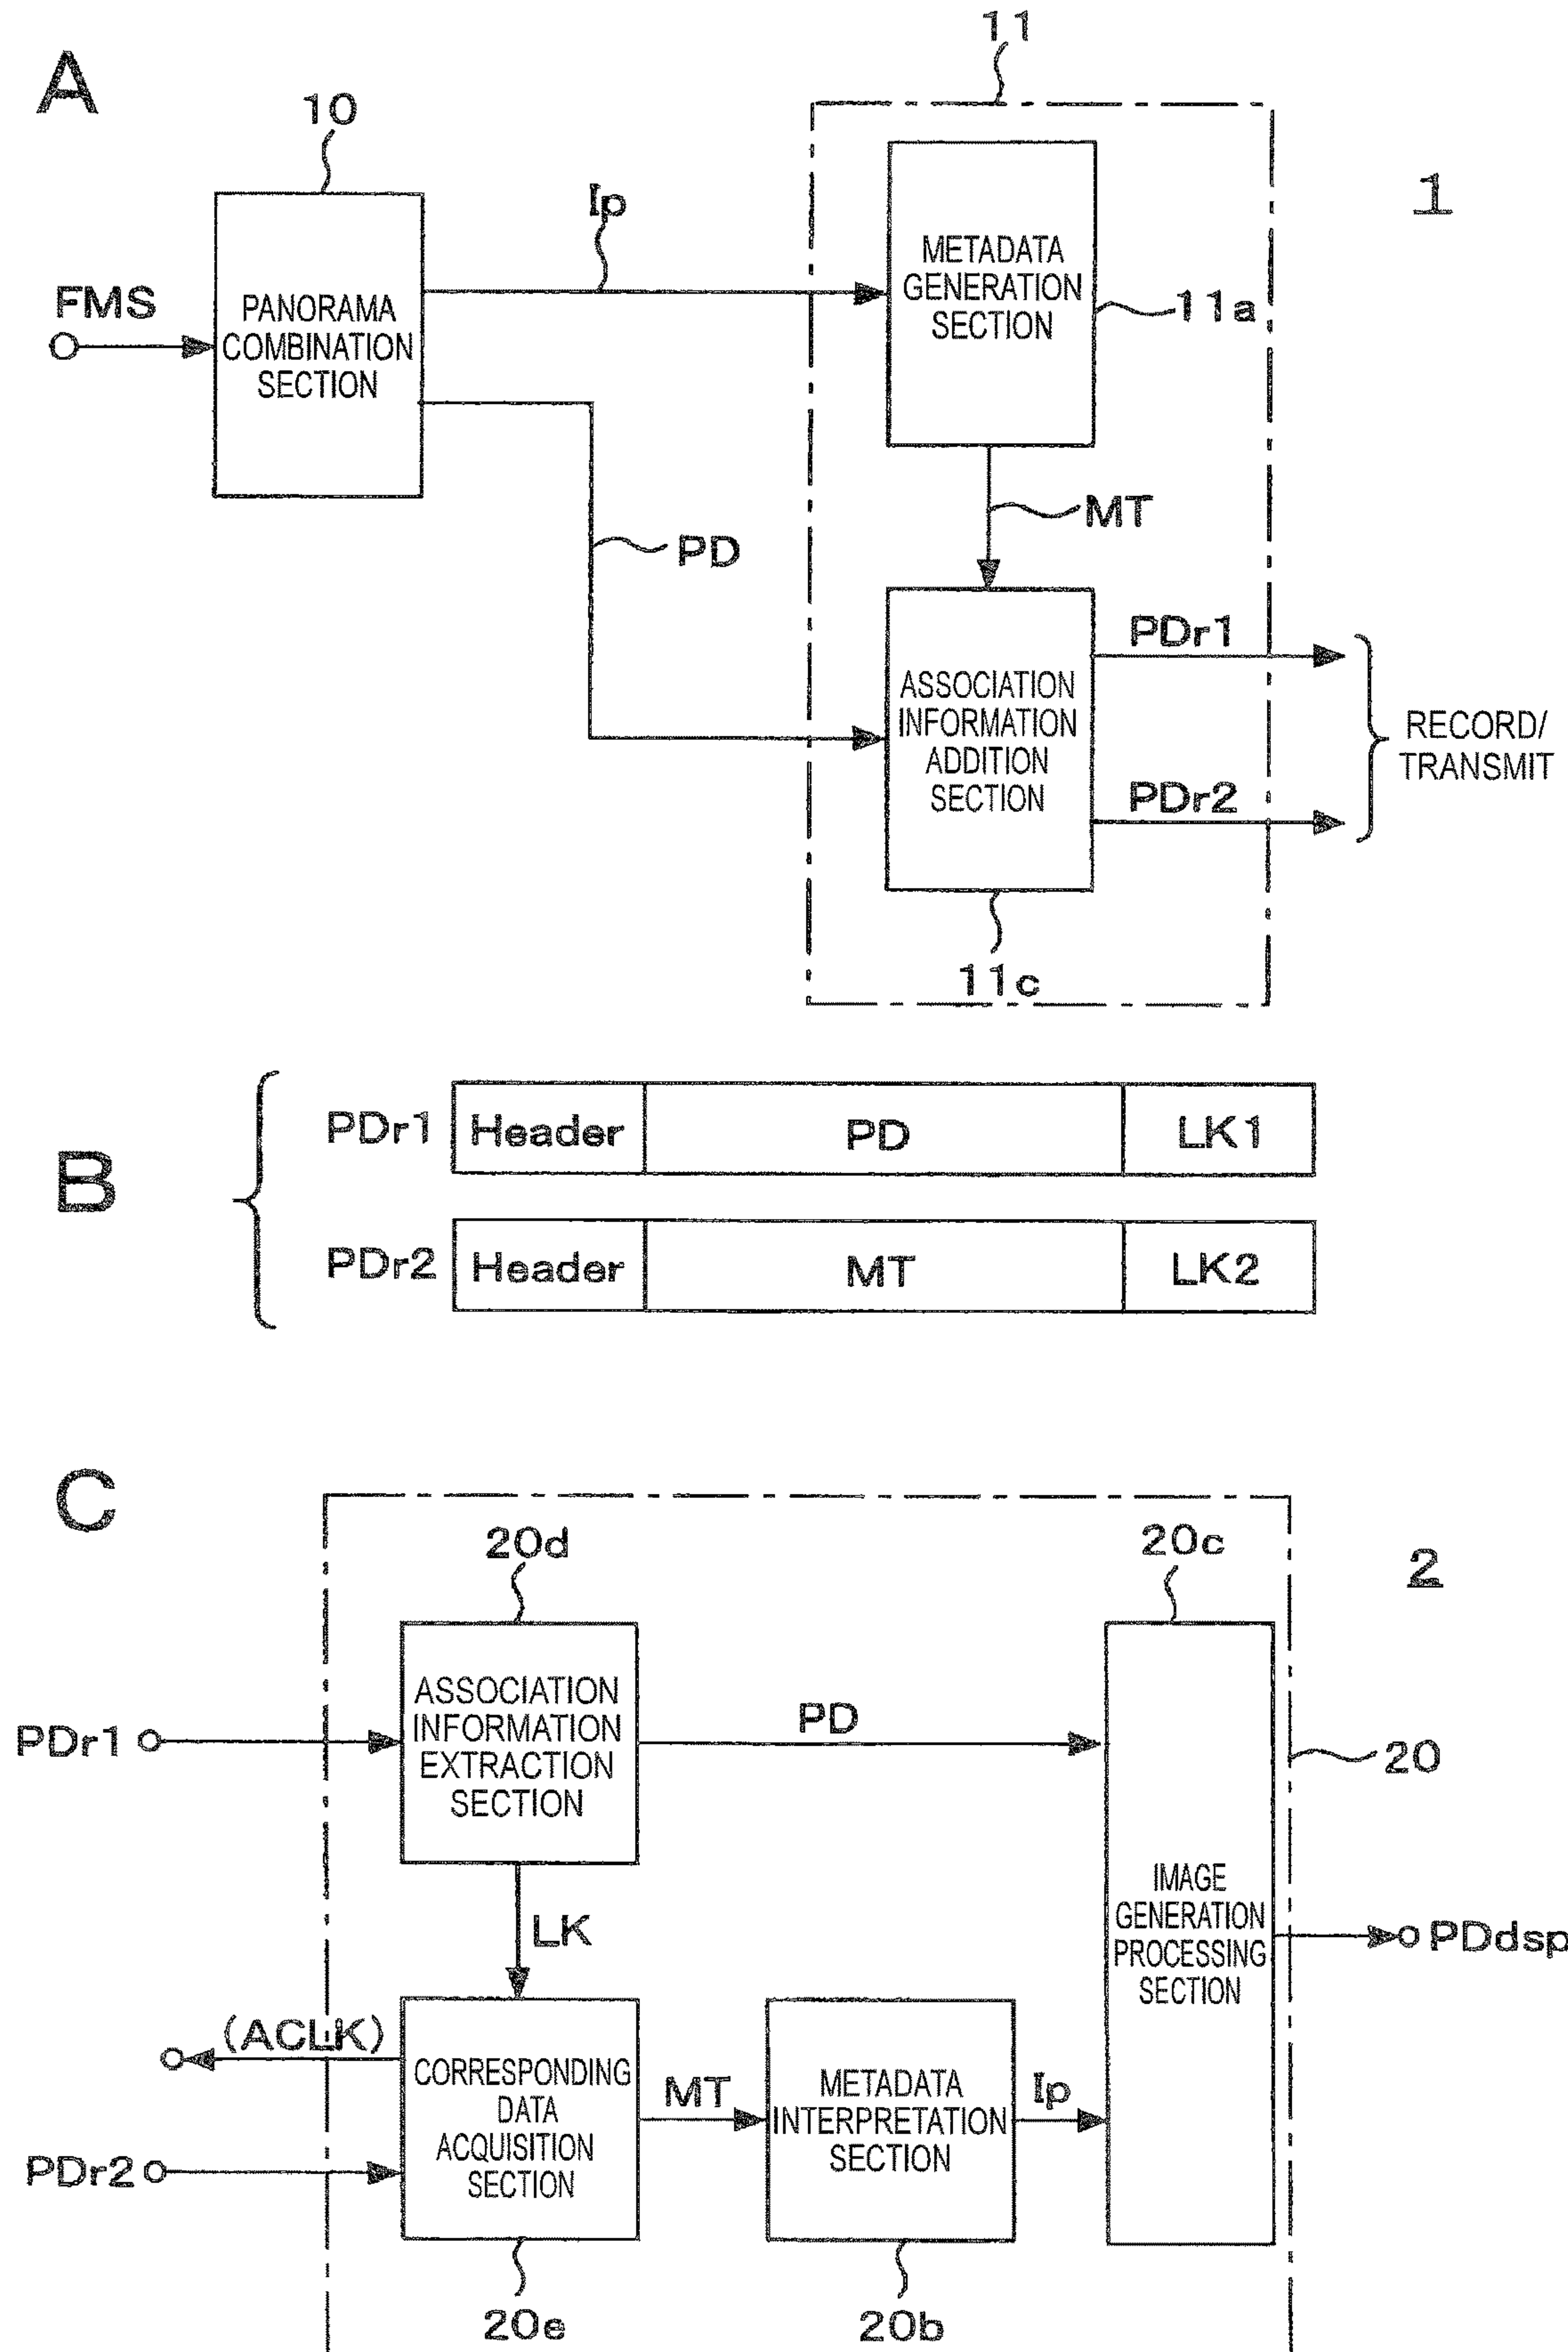 A
11
10
1
Ip
METADATA
GENERATION
SECTION
11a
FMS
PANORAMA
COMBINATION
SECTION
MT
PD
PDr1
ASSOCIATION
INFORMATION
ADDITION
SECTION
RECORD/
TRANSMIT
PDr2
11c
B
PDr1 Header PD LK1
PDr2 Header MT LK2
C
20d
20c
2
ASSOCIATION
INFORMATION
EXTRACTION
SECTION
PD
PDr1
20
LK
IMAGE
GENERATION
PROCESSING
SECTION
PDdsp
(ACLK)
CORRESPONDING
DATA
ACQUISITION
SECTION
MT
METADATA
INTERPRETATION
SECTION
Ip
PDr2
20e
20b